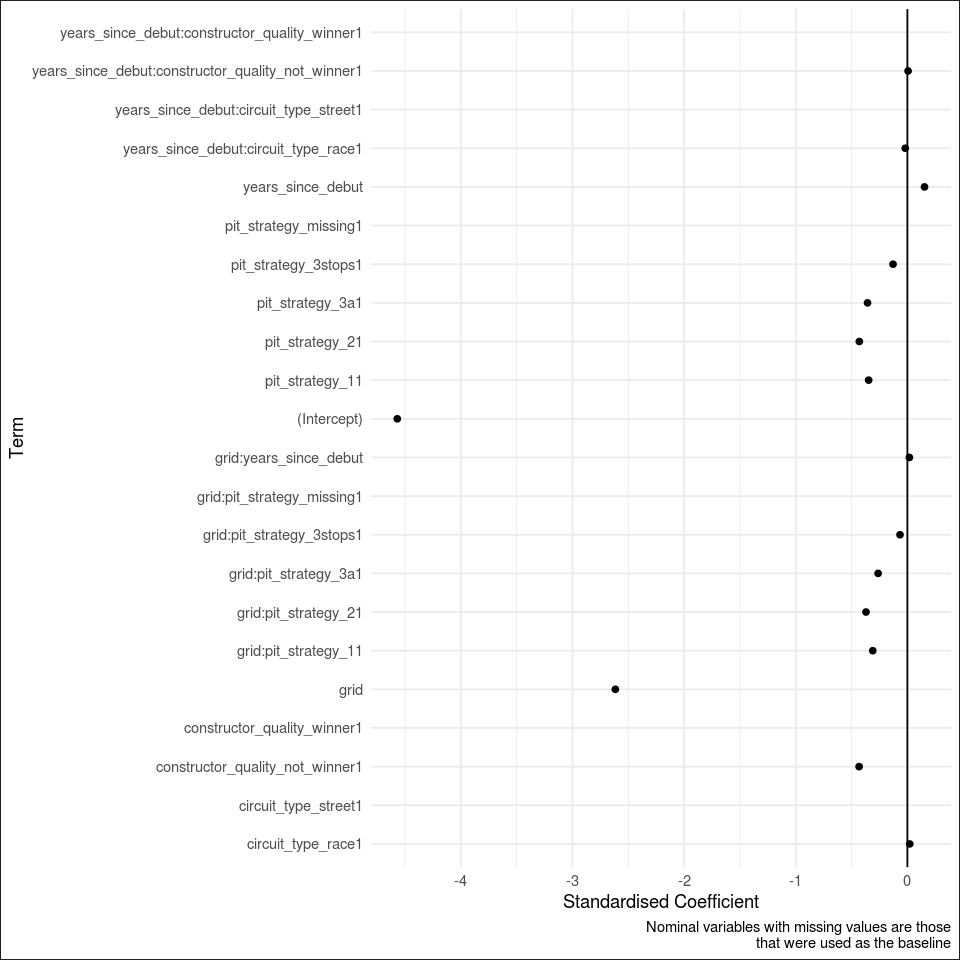 years_since_debut:constructor_quality_winner1
years_since_debut:constructor_quality_not_winner1
years_since_debut:circuit_type_street1
years_since_debut:circuit_type_race1
years_since_debut
pit_strategy_missing1
pit_strategy_3stops1
pit_strategy_3a1
pit_strategy_21
pit_strategy_11
(Intercept)
grid:years_since_debut
grid:pit_strategy_missing1
grid:pit_strategy_3stops1
grid:pit_strategy_3a1
grid:pit_strategy_21
grid:pit_strategy_11
grid
constructor_quality_winner1
constructor_quality_not_winner1
circuit_type_street1
circuit_type_race1
Term
-4 -3 -2 -1 0
Standardised Coefficient
Nominal variables with missing values are those
that were used as the baseline